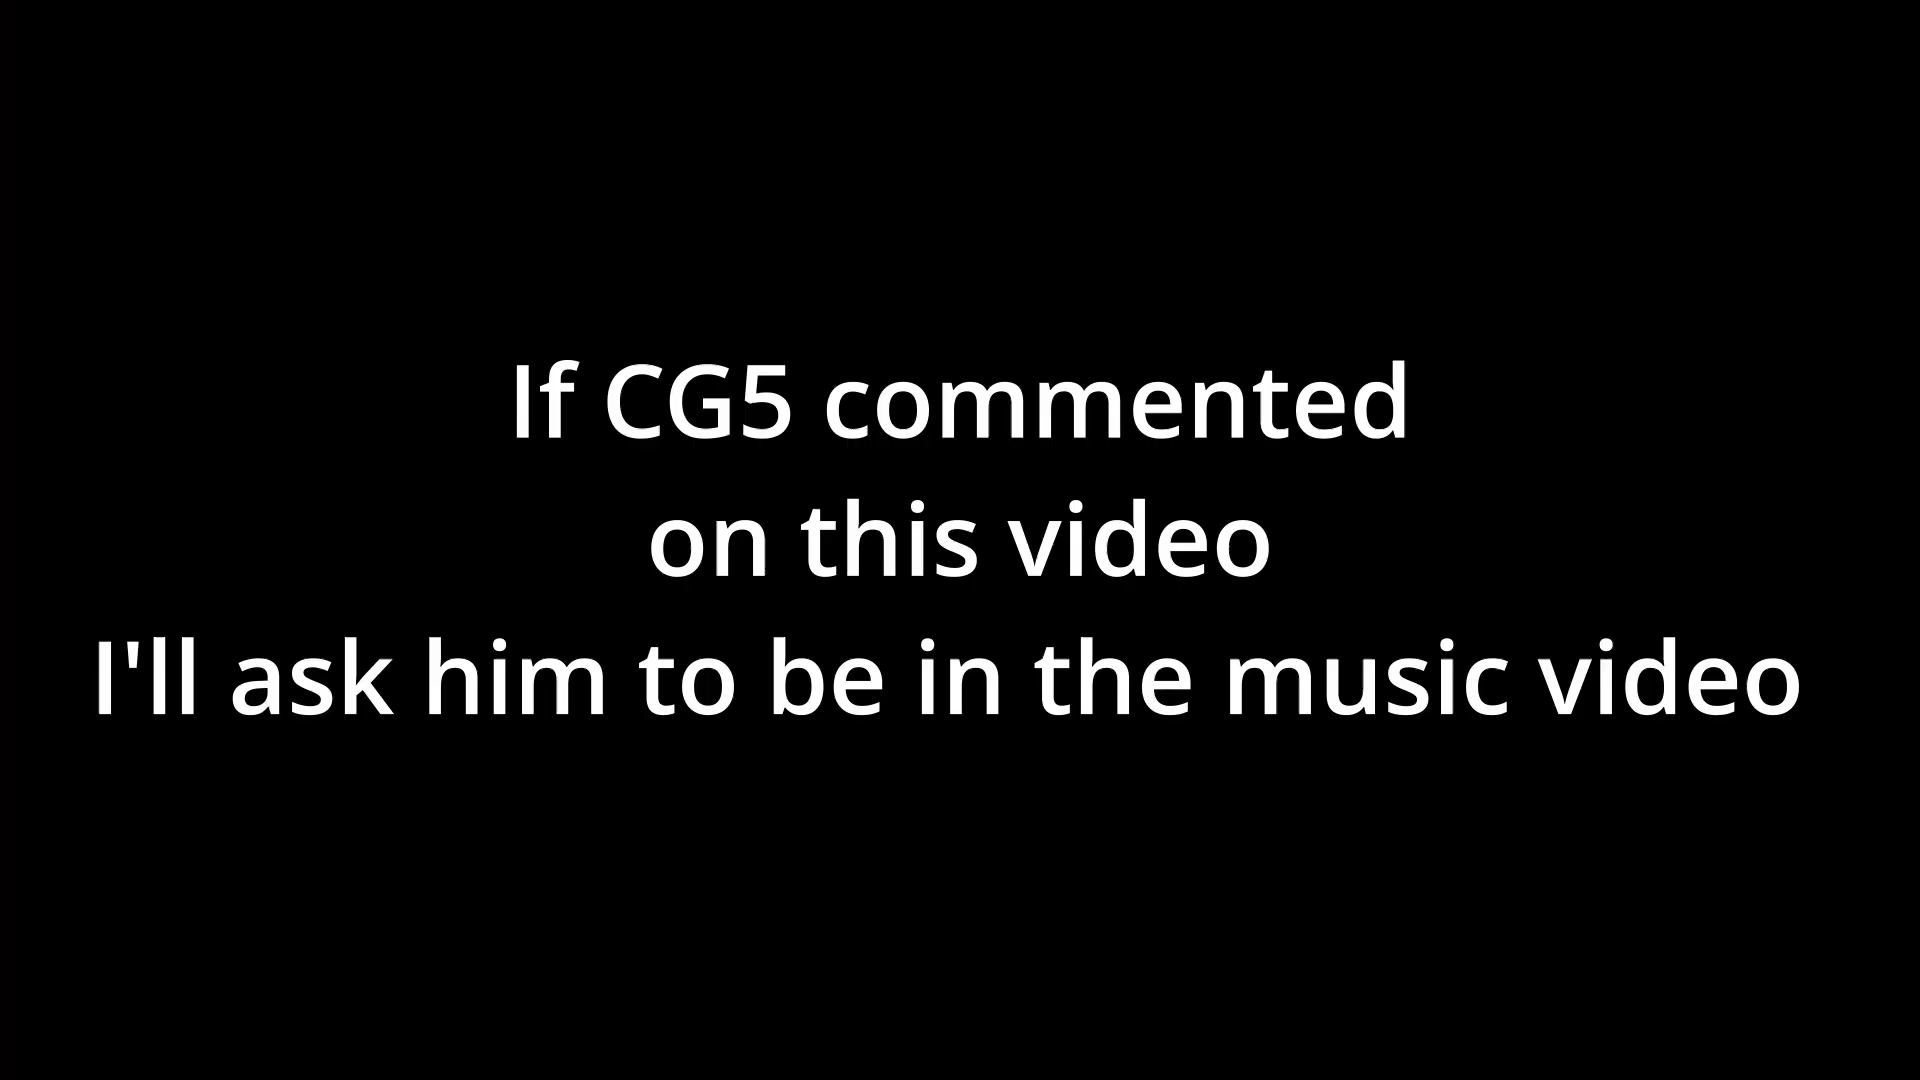 If CG5 commented
on this video
I'll ask him to be in the music video